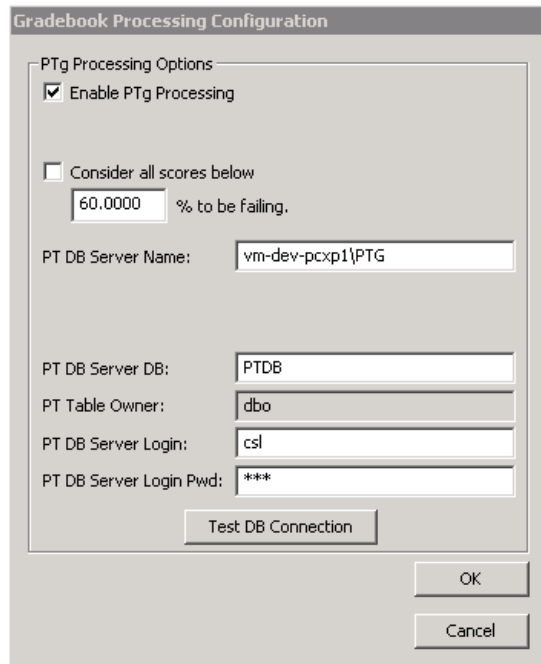 Gradebook Processing Configuration
PTg Processing Options
Enable PTg Processing
Consider all scores below
60.0000 % to be failing.
PT DB Server Name: vm-dev-pcxp1\PTG
PT DB Server DB: PTDB
PT Table Owner: dbo
PT DB Server Login: csl
PT DB Server Login Pwd: ***
Test DB Connection
OK
Cancel